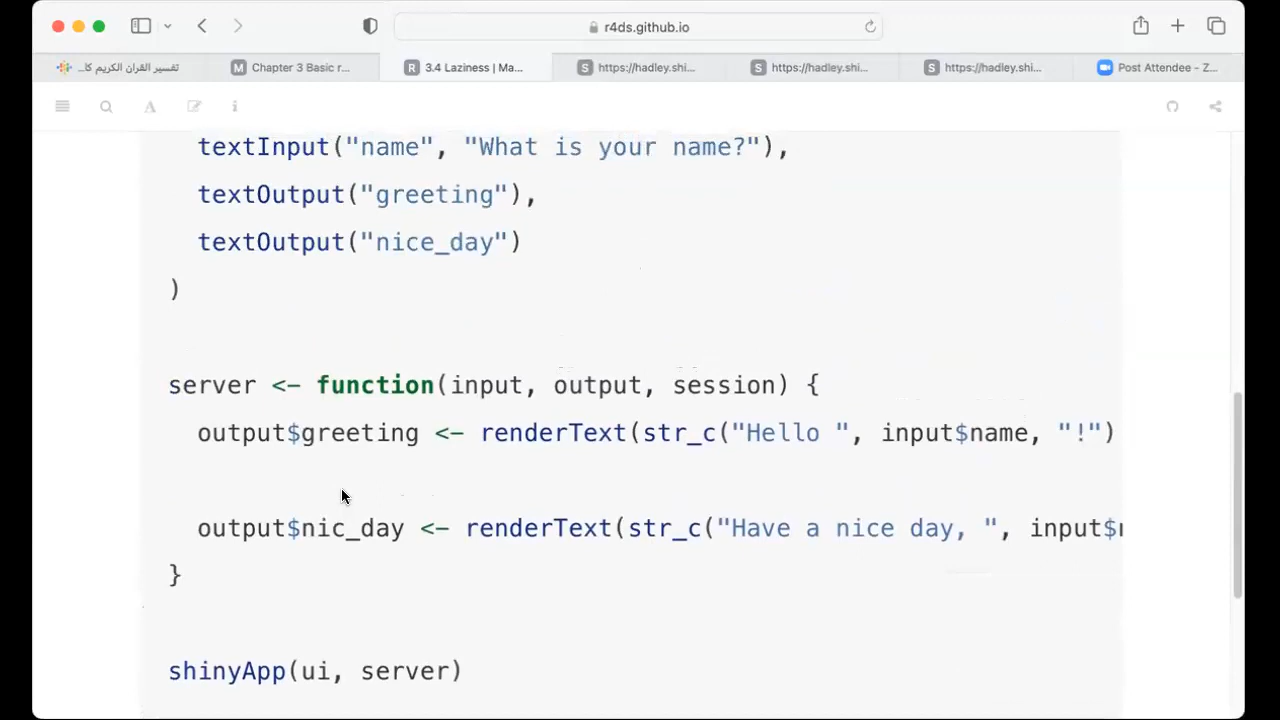 r4ds.github.io
تفسير القران الكريم كا...
M Chapter 3 Basic r...
R 3.4 Laziness | Ma...
S https://hadley.shi...
S https://hadley.shi...
S https://hadley.shi...
Post Attendee - Z...
A
i
textInput("name", "What is your name?"),
textOutput("greeting"),
textOutput("nice_day")
)
server <- function(input, output, session) {
output$greeting <- renderText(str_c("Hello ", input$name, "!")
output$nic_day <- renderText(str_c("Have a nice day, ", input$
}
shinyApp(ui, server)